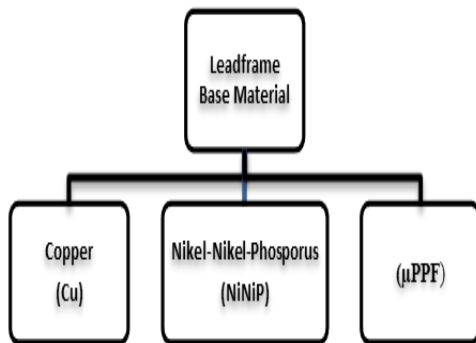 Leadframe
Base Material
Copper
(Cu)
Nikel-Nikel-Phosporus
(NiNiP)
(µPPF)